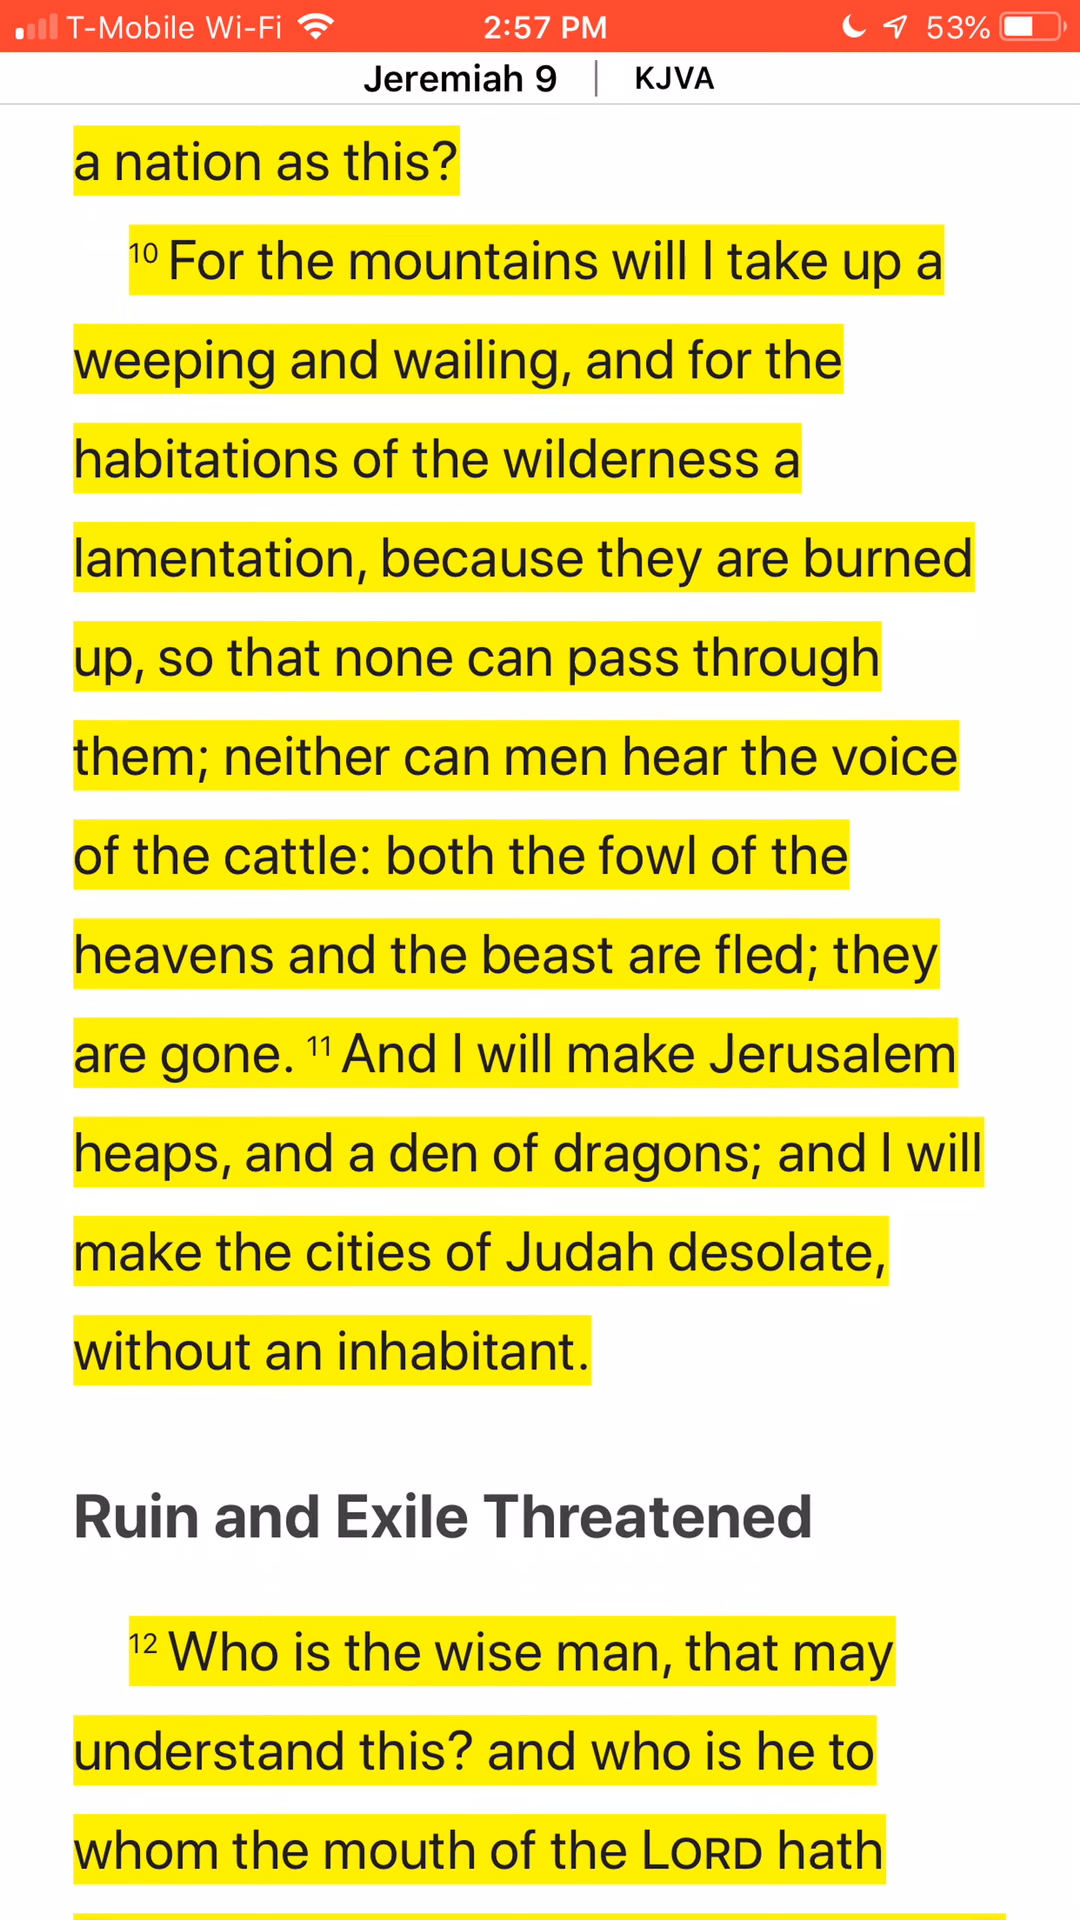 T-Mobile Wi-Fi 2:57 PM 53%
Jeremiah 9 | KJVA
a nation as this?
10 For the mountains will I take up a
weeping and wailing, and for the
habitations of the wilderness a
lamentation, because they are burned
up, so that none can pass through
them; neither can men hear the voice
of the cattle: both the fowl of the
heavens and the beast are fled; they
are gone. 11 And I will make Jerusalem
heaps, and a den of dragons; and I will
make the cities of Judah desolate,
without an inhabitant.
Ruin and Exile Threatened
12 Who is the wise man, that may
understand this? and who is he to
whom the mouth of the LORD hath